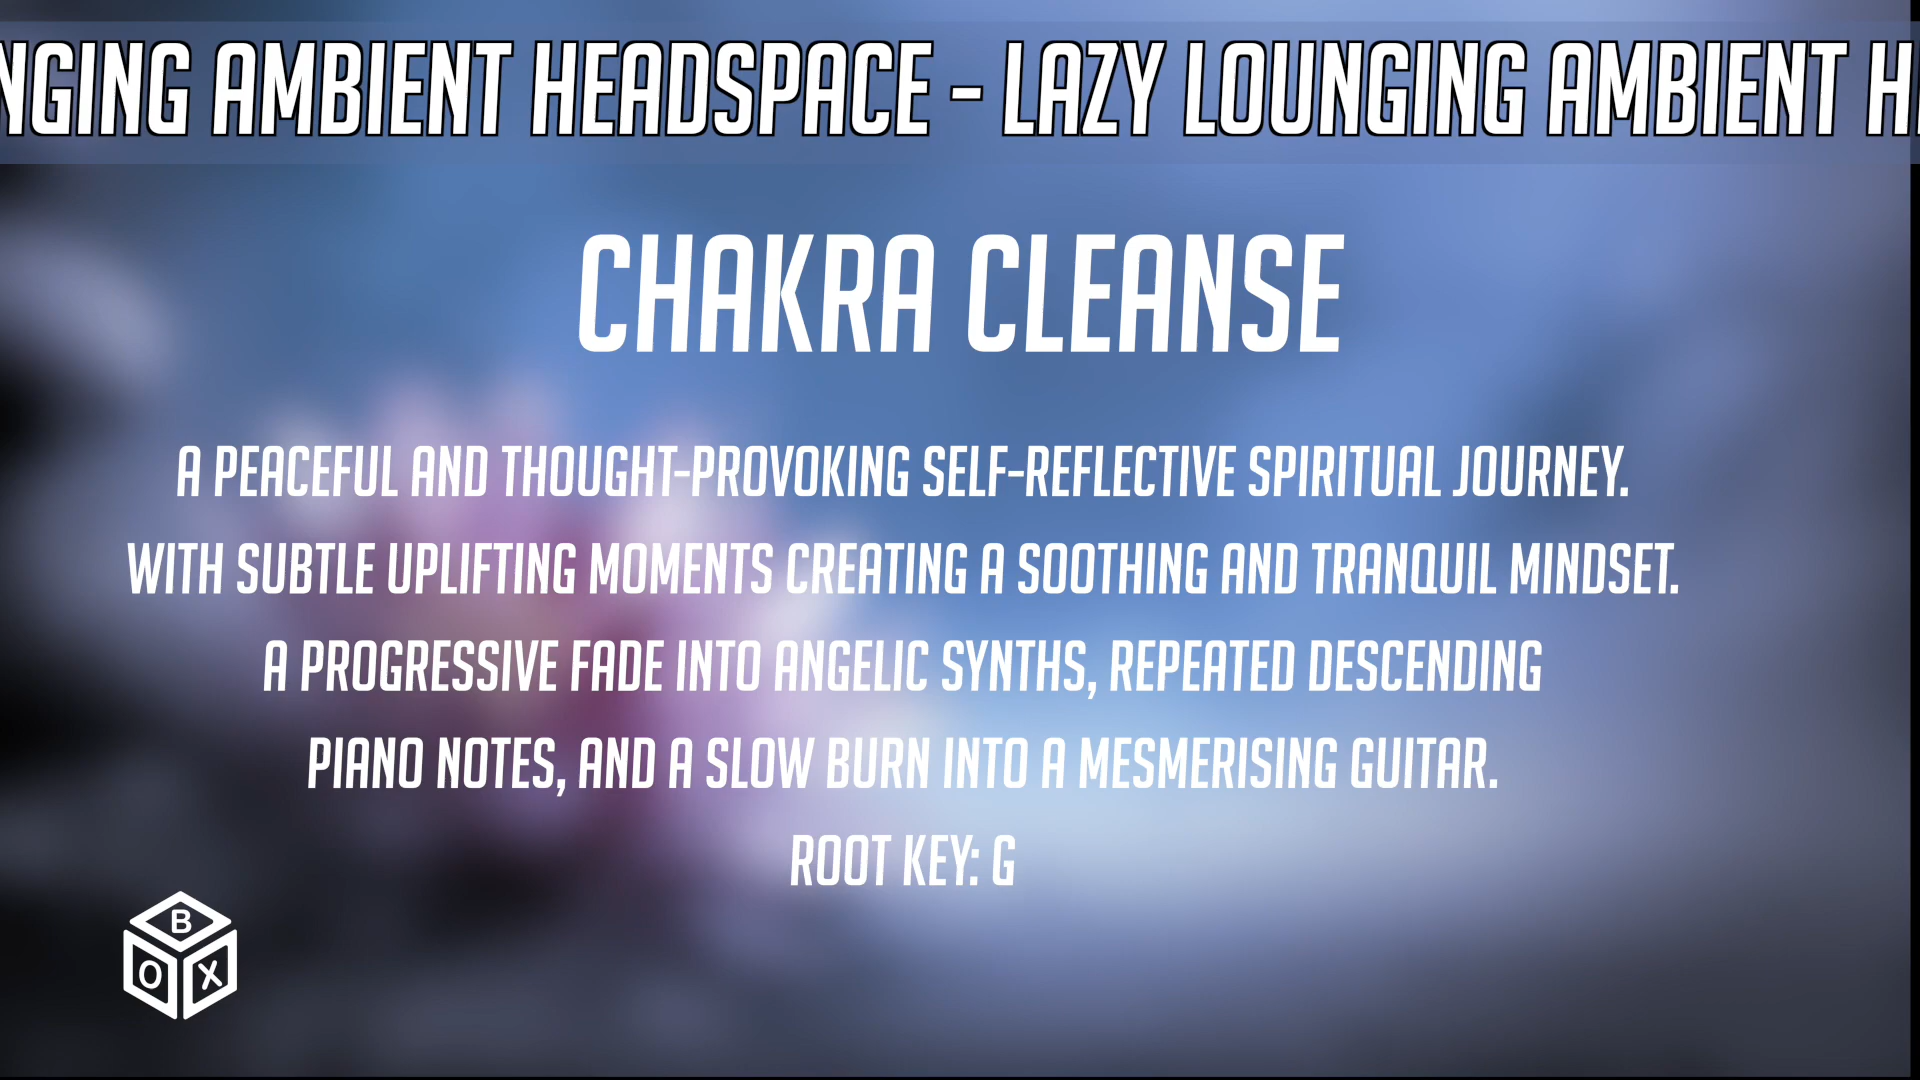 NGING AMBIENT HEADSPACE - LAZY LOUNGING AMBIENT H
CHAKRA CLEANSE
A PEACEFUL AND THOUGHT-PROVOKING SELF-REFLECTIVE SPIRITUAL JOURNEY.
WITH SUBTLE UPLIFTING MOMENTS CREATING A SOOTHING AND TRANQUIL MINDSET.
A PROGRESSIVE FADE INTO ANGELIC SYNTHS, REPEATED DESCENDING
PIANO NOTES, AND A SLOW BURN INTO A MESMERISING GUITAR.
ROOT KEY: G
B
O X